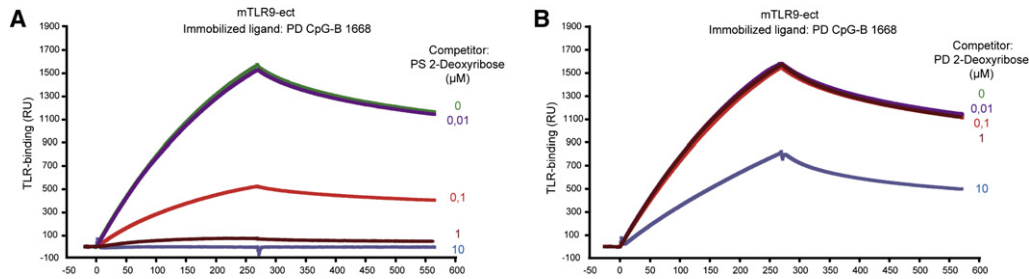 A
mTLR9-ect
Immobilized ligand: PD CpG-B 1668
Competitor:
PS 2-Deoxyribose
(µM)
TLR-binding (RU)
1900
1700
1500
1300
1100
900
700
500
300
100
-100
0
0,01
0,1
1
10
-50 0 50 100 150 200 250 300 350 400 450 500 550 600
B
mTLR9-ect
Immobilized ligand: PD CpG-B 1668
Competitor:
PD 2-Deoxyribose
(µM)
TLR-binding (RU)
1900
1700
1500
1300
1100
900
700
500
300
100
-100
0
0,01
0,1
1
10
-50 0 50 100 150 200 250 300 350 400 450 500 550 600